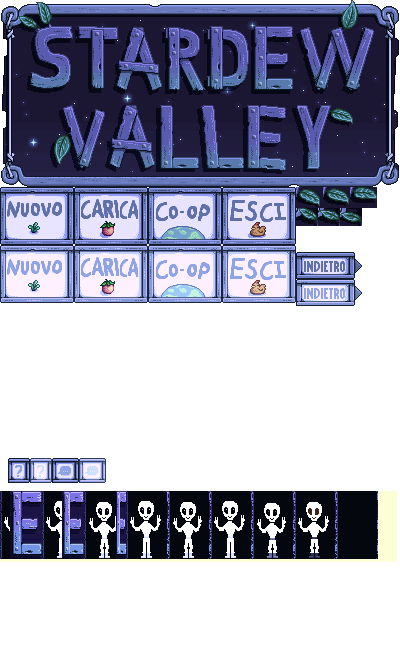 STARDEW
VALLEY
NUOVO CARICA CO-OP ESCI
NUOVO CARICA CO-OP ESCI
INDIETRO
INDIETRO
? ?
E E